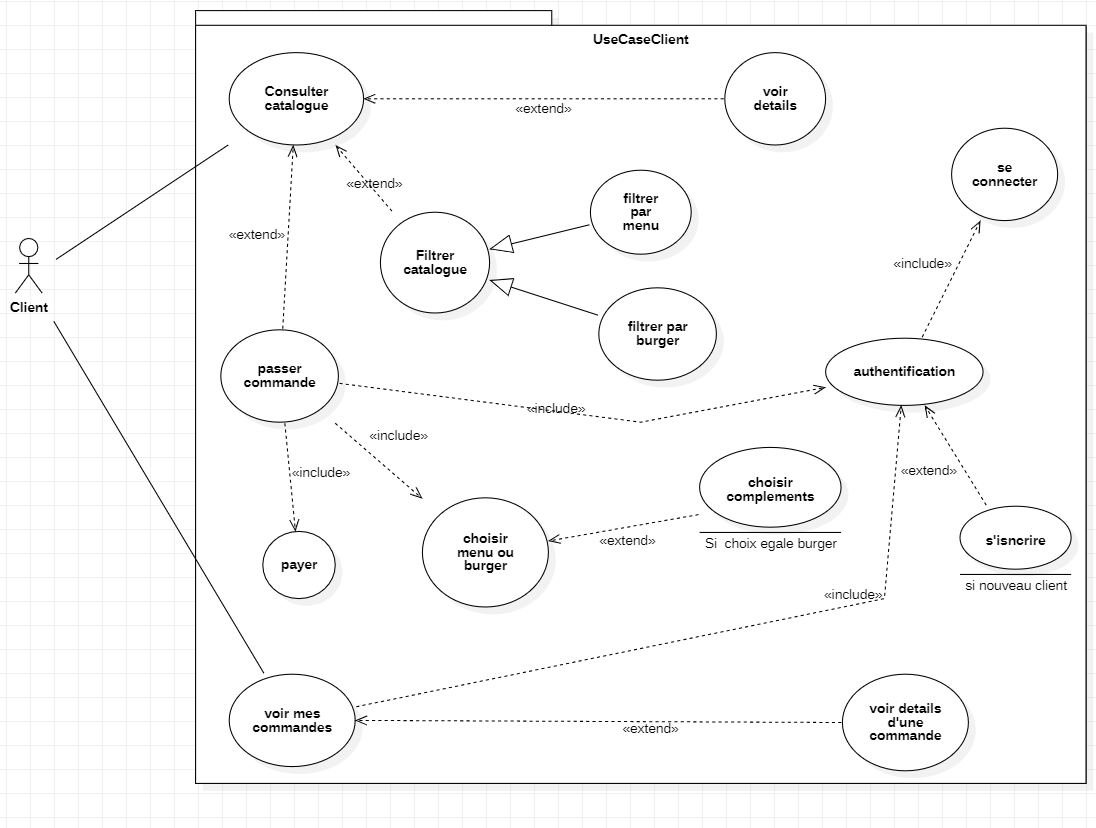 UseCaseClient
Consulter
catalogue
voir
details
«extend»
se
connecter
«extend»
filtrer
par
menu
«extend»
Filtrer
catalogue
«include»
Client
filtrer par
burger
passer
commande
authentification
«include»
«include»
«include»
«extend»
choisir
complements
Si  choix egale burger
choisir
menu ou
burger
«extend»
s'isncrire
si nouveau client
payer
«include»
voir mes
commandes
«extend»
voir details
d'une
commande